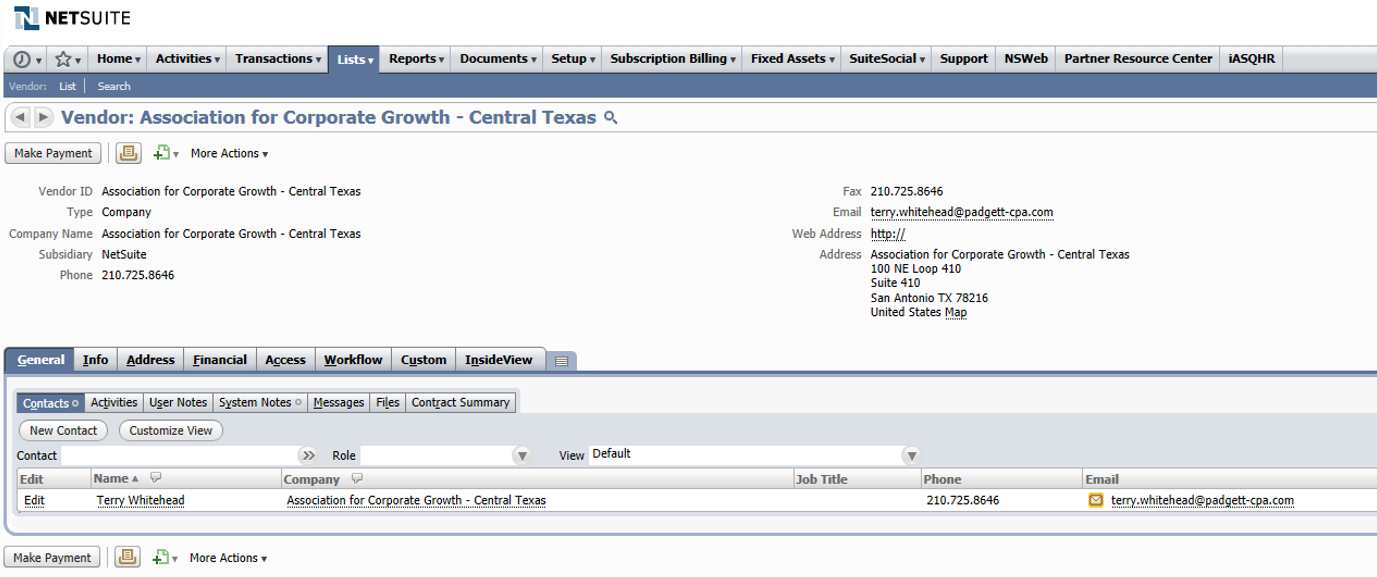 NETSUITE
Home Activities Transactions Lists Reports Documents Setup Subscription Billing Fixed Assets SuiteSocial Support NSWeb Partner Resource Center iASQHR
Vendor: List Search
Vendor: Association for Corporate Growth - Central Texas
Make Payment More Actions
Vendor ID Association for Corporate Growth - Central Texas
Type Company
Company Name Association for Corporate Growth - Central Texas
Subsidiary NetSuite
Phone 210.725.8646
Fax 210.725.8646
Email terry.whitehead@padgett-cpa.com
Web Address http://
Address Association for Corporate Growth - Central Texas
100 NE Loop 410
Suite 410
San Antonio TX 78216
United States Map
General Info Address Financial Access Workflow Custom InsideView
Contacts Activities User Notes System Notes Messages Files Contract Summary
New Contact Customize View
Contact Role View Default
Edit Name Company Job Title Phone Email
Edit Terry Whitehead Association for Corporate Growth - Central Texas 210.725.8646 terry.whitehead@padgett-cpa.com
Make Payment More Actions